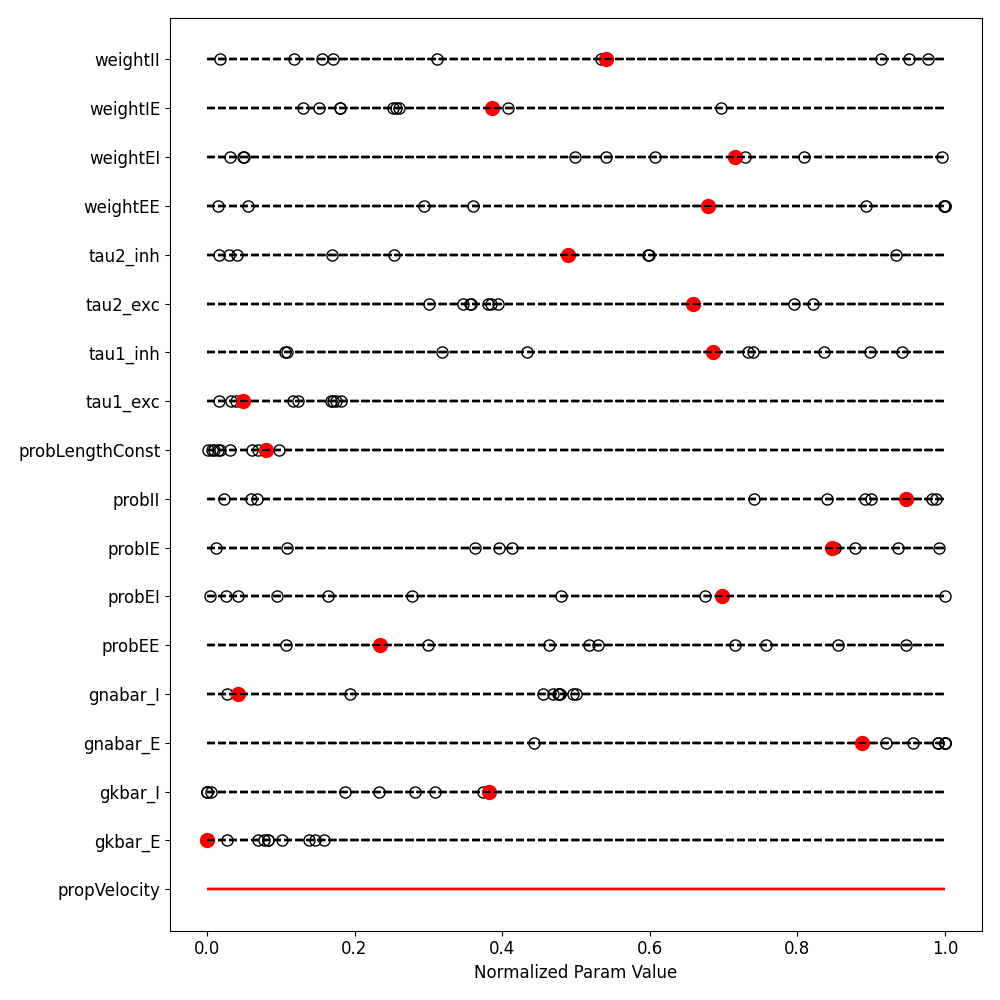 weightII
weightIE
weightEI
weightEE
tau2_inh
tau2_exc
tau1_inh
tau1_exc
probLengthConst
probII
probIE
probEI
probEE
gnabar_I
gnabar_E
gkbar_I
gkbar_E
propVelocity
0.0 0.2 0.4 0.6 0.8 1.0
Normalized Param Value